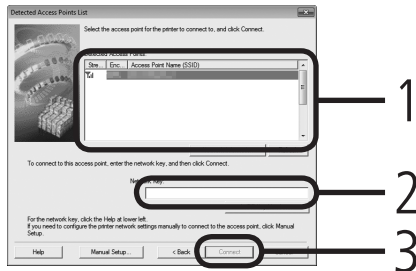 Detected Access Points List
Select the access point for the printer to connect to, and click Connect.
Detected Access Points:
Stre... Enc... Access Point Name (SSID)
1
To connect to this access point, enter the network key, and then click Connect.
Network Key:
2
For the network key, click the Help at lower left.
If you need to configure the printer network settings manually to connect to the access point, click Manual
Setup.
Help Manual Setup... < Back Connect
3